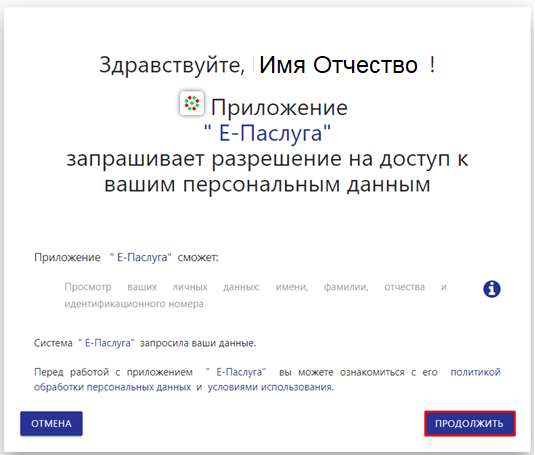 Здравствуйте, Имя Отчество !
Приложение
" Е-Паслуга"
запрашивает разрешение на доступ к
вашим персональным данным
Приложение " Е-Паслуга" сможет:
Просмотр ваших личных данных: имени, фамилии, отчества и
идентификационного номера
Система " Е-Паслуга" запросила ваши данные.
Перед работой с приложением " Е-Паслуга" вы можете ознакомиться с его политикой
обработки персональных данных и условиями использования.
ОТМЕНА
ПРОДОЛЖИТЬ